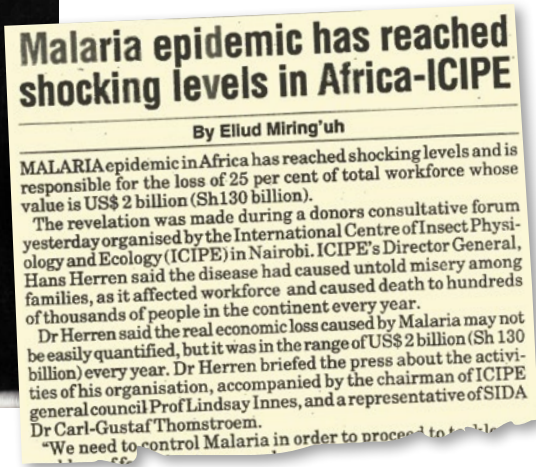 Malaria epidemic has reached
shocking levels in Africa-ICIPE
By Eliud Miring'uh
MALARIA epidemic in Africa has reached shocking levels and is
responsible for the loss of 25 per cent of total workforce whose
value is US$ 2 billion (Sh130 billion).
The revelation was made during a donors consultative forum
yesterday organised by the International Centre of Insect Physi-
ology and Ecology (ICIPE) in Nairobi. ICIPE's Director General,
Hans Herren said the disease had caused untold misery among
families, as it affected workforce and caused death to hundreds
of thousands of people in the continent every year.
Dr Herren said the real economic loss caused by Malaria may not
be easily quantified, but it was in the range of US$ 2 billion (Sh 130
billion) every year. Dr Herren briefed the press about the activi-
ties of his organisation, accompanied by the chairman of ICIPE
general council Prof Lindsay Innes, and a representative of SIDA
Dr Carl-Gustaf Thomstroem.
"We need to control Malaria in order to proceed to